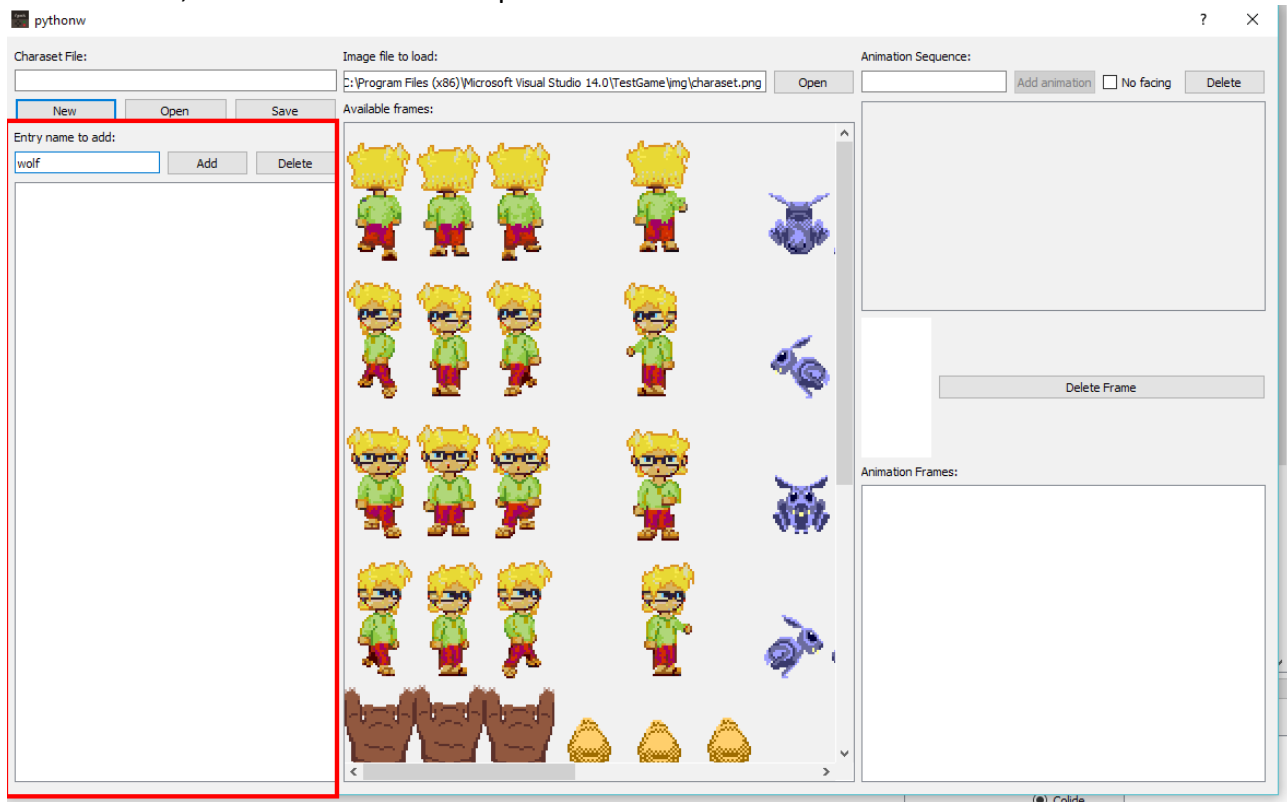 pythonw
?
Charaset File:
New
Open
Save
Entry name to add:
wolf
Add
Delete
Image file to load:
C:\Program Files (x86)\Microsoft Visual Studio 14.0\TestGame\img\charaset.png
Open
Available frames:
Animation Sequence:
Add animation
No facing
Delete
Delete Frame
Animation Frames:
Colide